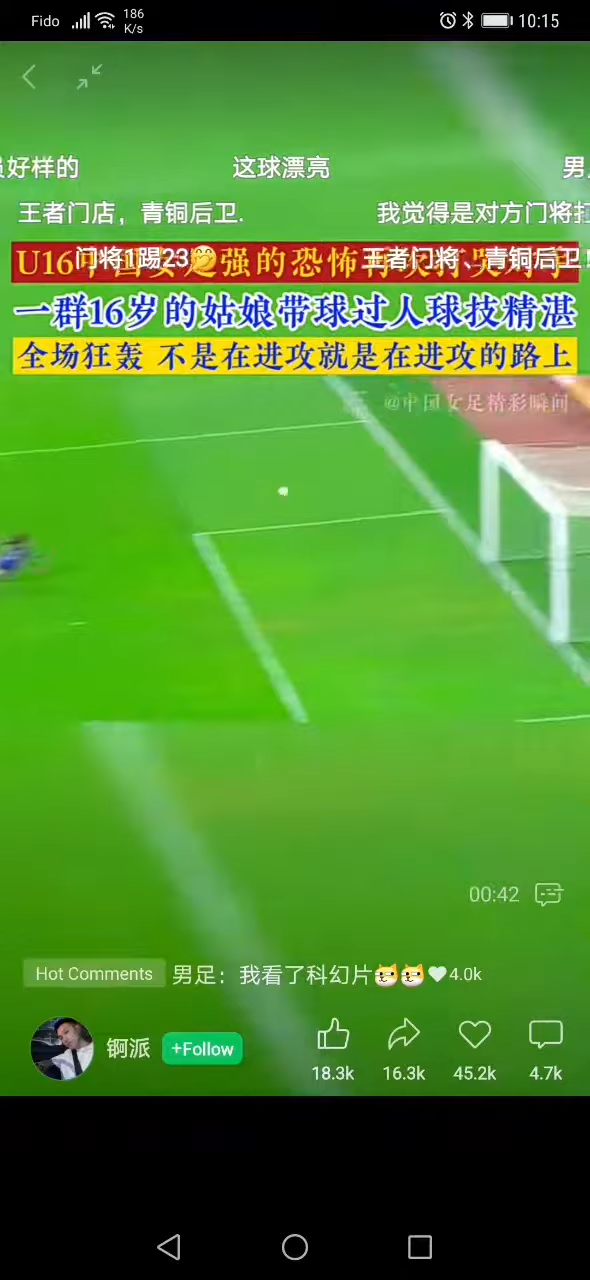 Fido 186 K/s 10:15
好样的 这球漂亮 男
王者门店，青铜后卫. 我觉得是对方门将
门将1踢23🤭 王者门将、青铜后卫!
U16 强的恐怖
一群16岁的姑娘带球过人球技精湛
全场狂轰 不是在进攻就是在进攻的路上
@中国女足精彩瞬间
00:42
Hot Comments 男足：我看了科幻片🐱🐱🤍4.0k
锕派 +Follow
18.3k 16.3k 45.2k 4.7k